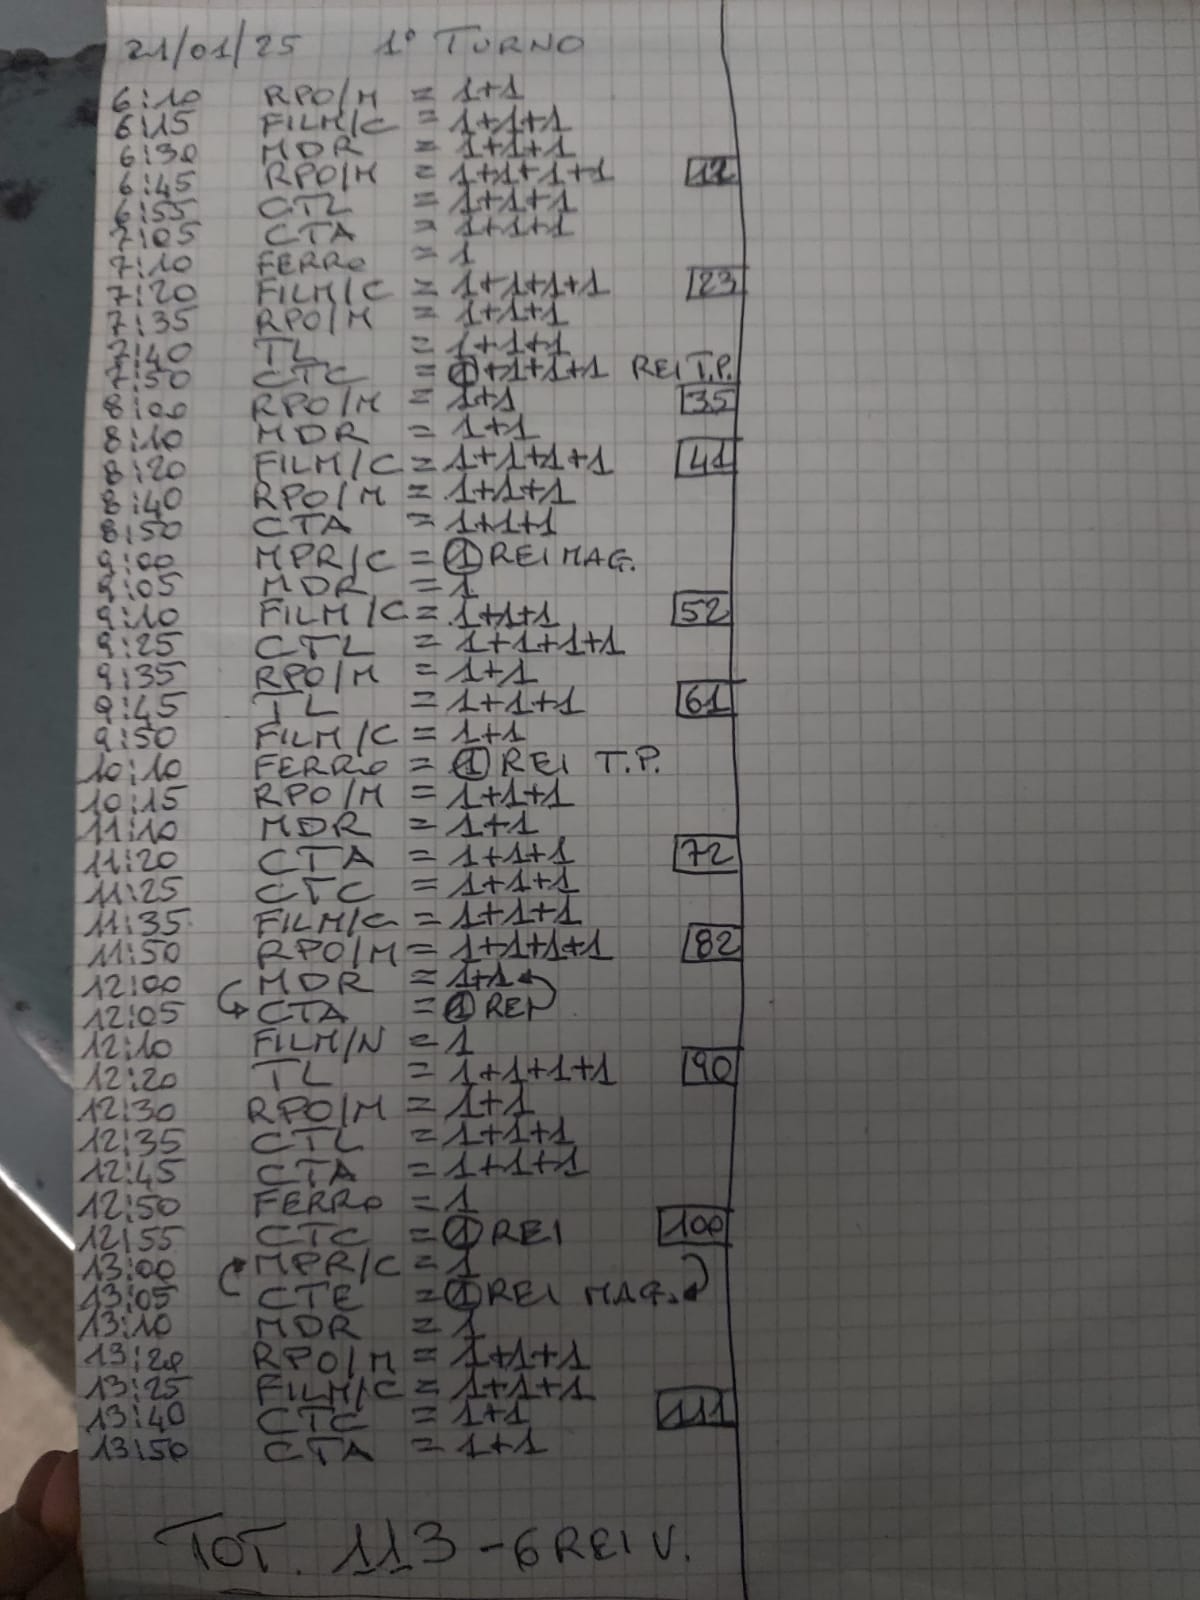 21/01/25 1° TURNO
6:10 RPO/M = 1+1
6:15 FILM/C = 1+1+1
6:30 MDR = 1+1+1
6:45 RPO/M = 1+1+1+1 12
6:55 CTL = 1+1+1
7:05 CTA = 1+1+1
7:10 FERRO = 1
7:20 FILM/C = 1+1+1+1 23
7:35 RPO/M = 1+1+1
7:40 TL = 1+1+1
7:50 CTC = 1+1+1+1 REI T.P.
8:00 RPO/M = 1+1 35
8:10 MDR = 1+1
8:20 FILM/C = 1+1+1+1 41
8:40 RPO/M = 1+1+1
8:50 CTA = 1+1+1
9:00 MPR/C = 1 REI MAG.
9:05 MDR = 1
9:10 FILM/C = 1+1+1 52
9:25 CTL = 1+1+1+1
9:35 RPO/M = 1+1
9:45 TL = 1+1+1 61
9:50 FILM/C = 1+1
10:10 FERRO = 1 REI T.P.
10:15 RPO/M = 1+1+1
11:10 MDR = 1+1
11:20 CTA = 1+1+1 72
11:25 CTC = 1+1+1
11:35 FILM/C = 1+1+1
11:50 RPO/M = 1+1+1+1 82
12:00 MDR = 1+1
12:05 CTA = 1 REI
12:10 FILM/N = 1
12:20 TL = 1+1+1+1 90
12:30 RPO/M = 1+1
12:35 CTL = 1+1+1
12:45 CTA = 1+1+1
12:50 FERRO = 1
12:55 CTC = 1 REI 100
13:00 MPR/C = 1
13:05 CTE = 1 REI MAG.
13:10 MDR = 1
13:20 RPO/M = 1+1+1
13:25 FILM/C = 1+1+1
13:40 CTC = 1+1 111
13:50 CTA = 1+1
TOT. 113 - 6 REI V.